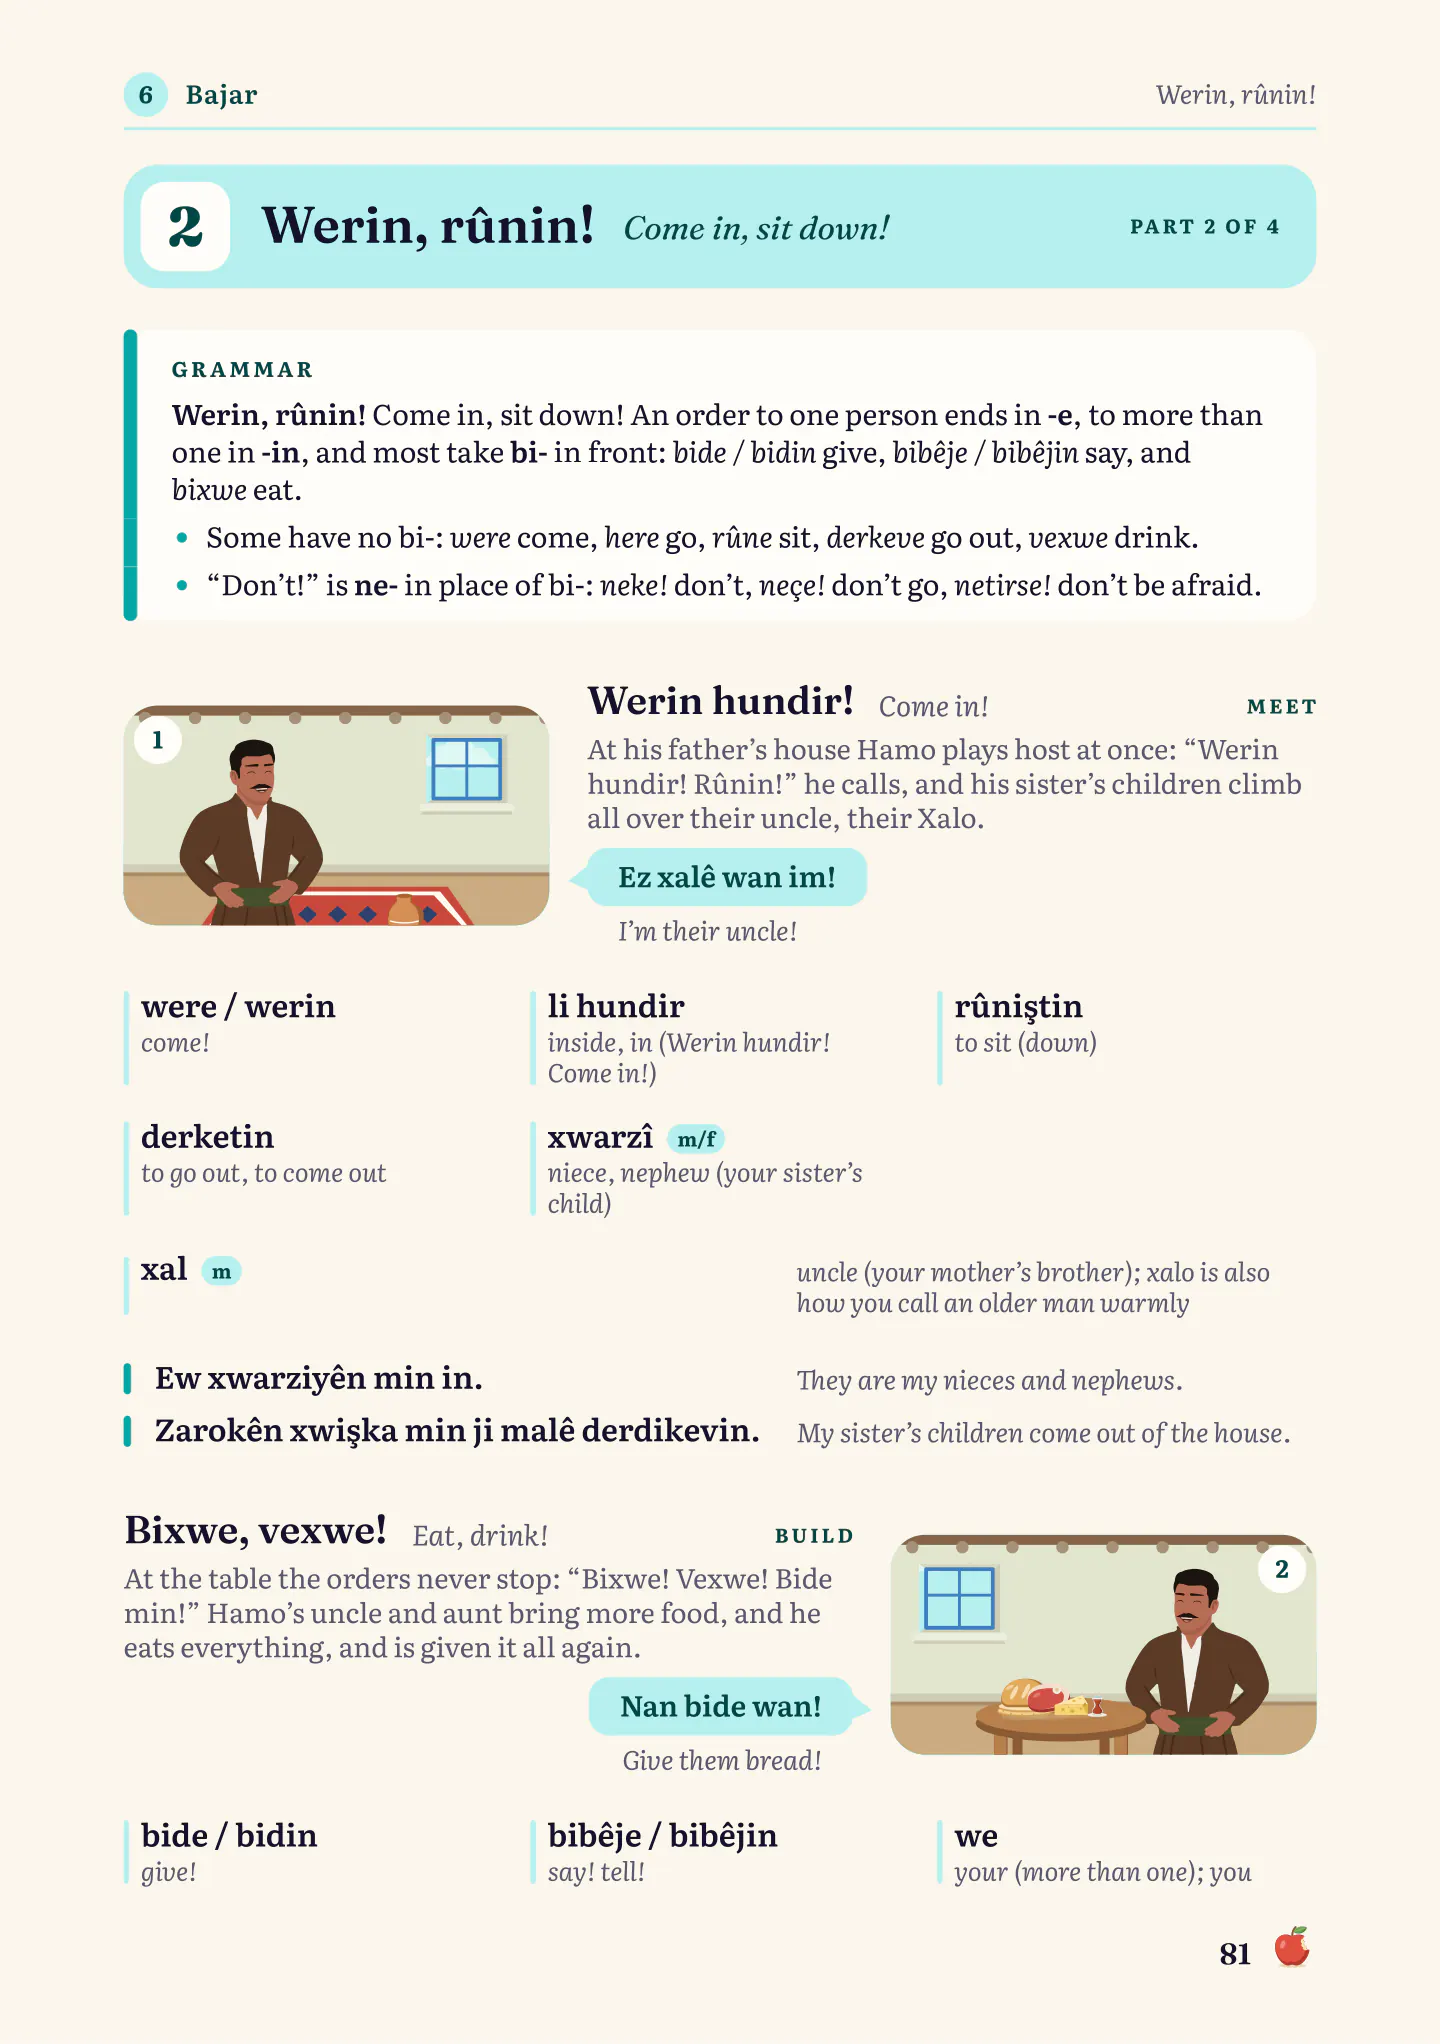 6 Bajar
Werin, rûnin!
2 Werin, rûnin! Come in, sit down! PART 2 OF 4
GRAMMAR
Werin, rûnin! Come in, sit down! An order to one person ends in -e, to more than
one in -in, and most take bi- in front: bide / bidin give, bibêje / bibêjin say, and
bixwe eat.
• Some have no bi-: were come, here go, rûne sit, derkeve go out, vexwe drink.
• “Don’t!” is ne- in place of bi-: neke! don’t, neçe! don’t go, netirse! don’t be afraid.
1
Werin hundir! Come in! MEET
At his father’s house Hamo plays host at once: “Werin
hundir! Rûnin!” he calls, and his sister’s children climb
all over their uncle, their Xalo.
Ez xalê wan im!
I’m their uncle!
were / werin
come!
li hundir
inside, in (Werin hundir!
Come in!)
rûniştin
to sit (down)
derketin
to go out, to come out
xwarzî m/f
niece, nephew (your sister’s
child)
xal m
uncle (your mother’s brother); xalo is also
how you call an older man warmly
Ew xwarziyên min in. They are my nieces and nephews.
Zarokên xwişka min ji malê derdikevin. My sister’s children come out of the house.
Bixwe, vexwe! Eat, drink! BUILD
At the table the orders never stop: “Bixwe! Vexwe! Bide
min!” Hamo’s uncle and aunt bring more food, and he
eats everything, and is given it all again.
Nan bide wan!
Give them bread!
2
bide / bidin
give!
bibêje / bibêjin
say! tell!
we
your (more than one); you
81